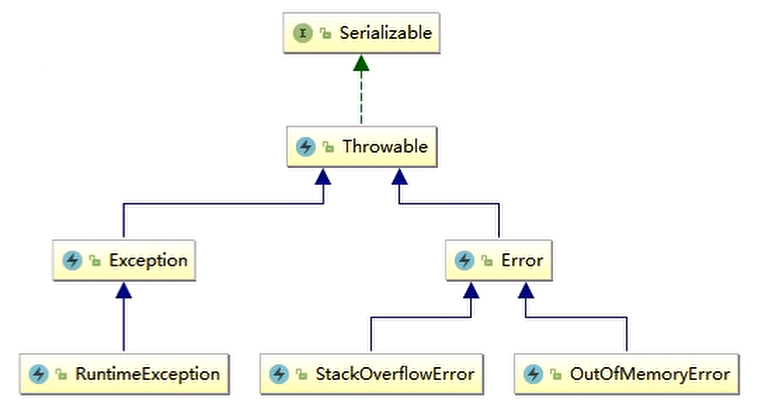 Serializable
Throwable
Exception
Error
RuntimeException
StackOverflowError
OutOfMemoryError